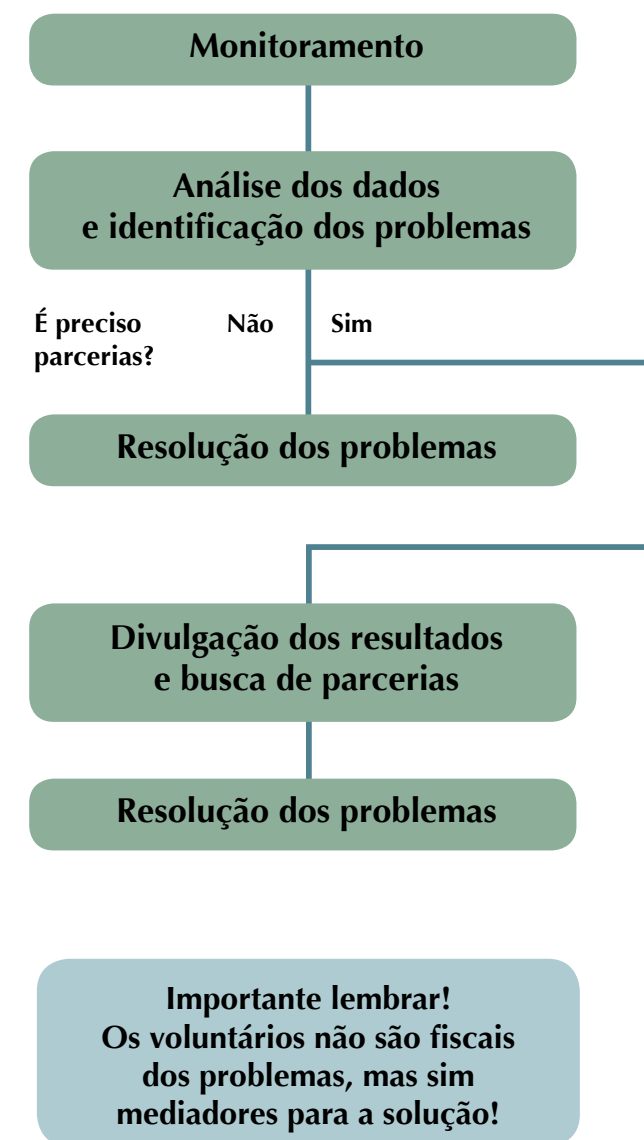 Monitoramento
Análise dos dados
e identificação dos problemas
É preciso
parcerias?
Não
Sim
Resolução dos problemas
Divulgação dos resultados
e busca de parcerias
Resolução dos problemas
Importante lembrar!
Os voluntários não são fiscais
dos problemas, mas sim
mediadores para a solução!